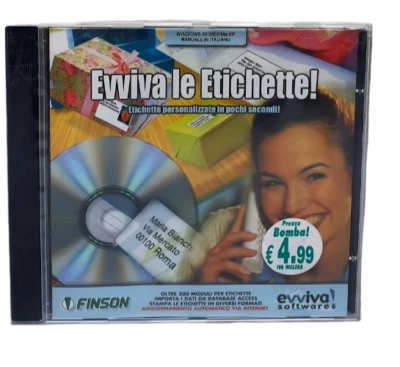 WINDOWS 98/2000/Me/XP
MANUALE IN ITALIANO
Evviva le Etichette!
Etichette personalizzate in pochi secondi!
Maria Bianchi
Via Mercato
00100 Roma
Prezzo
Bomba!
€ 4.99
IVA INCLUSA
FINSON
OLTRE 300 MODULI PER ETICHETTE
IMPORTA I DATI DA DATABASE ACCESS
STAMPA LE ETICHETTE IN DIVERSI FORMATI
AGGIORNAMENTO AUTOMATICO VIA INTERNET
evviva!
software